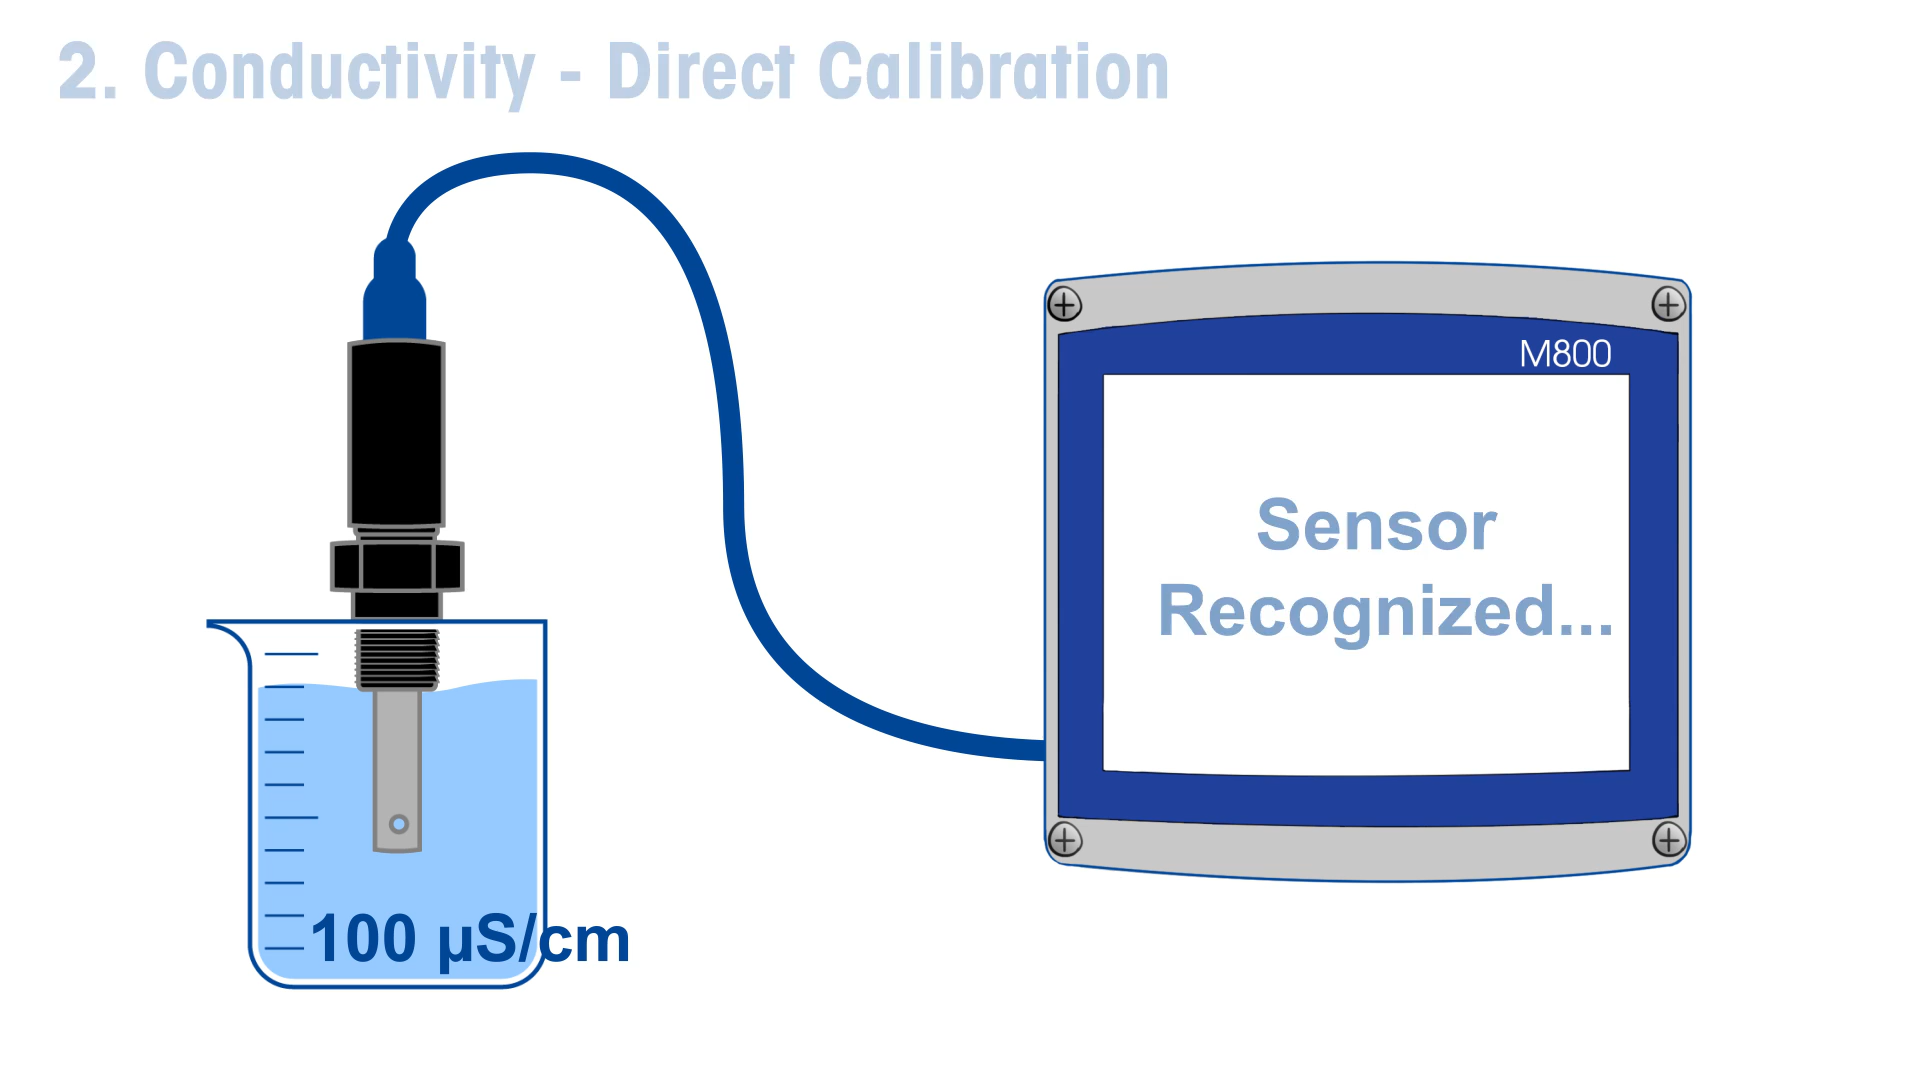 2. Conductivity - Direct Calibration
M800
Sensor
Recognized...
100 µS/cm